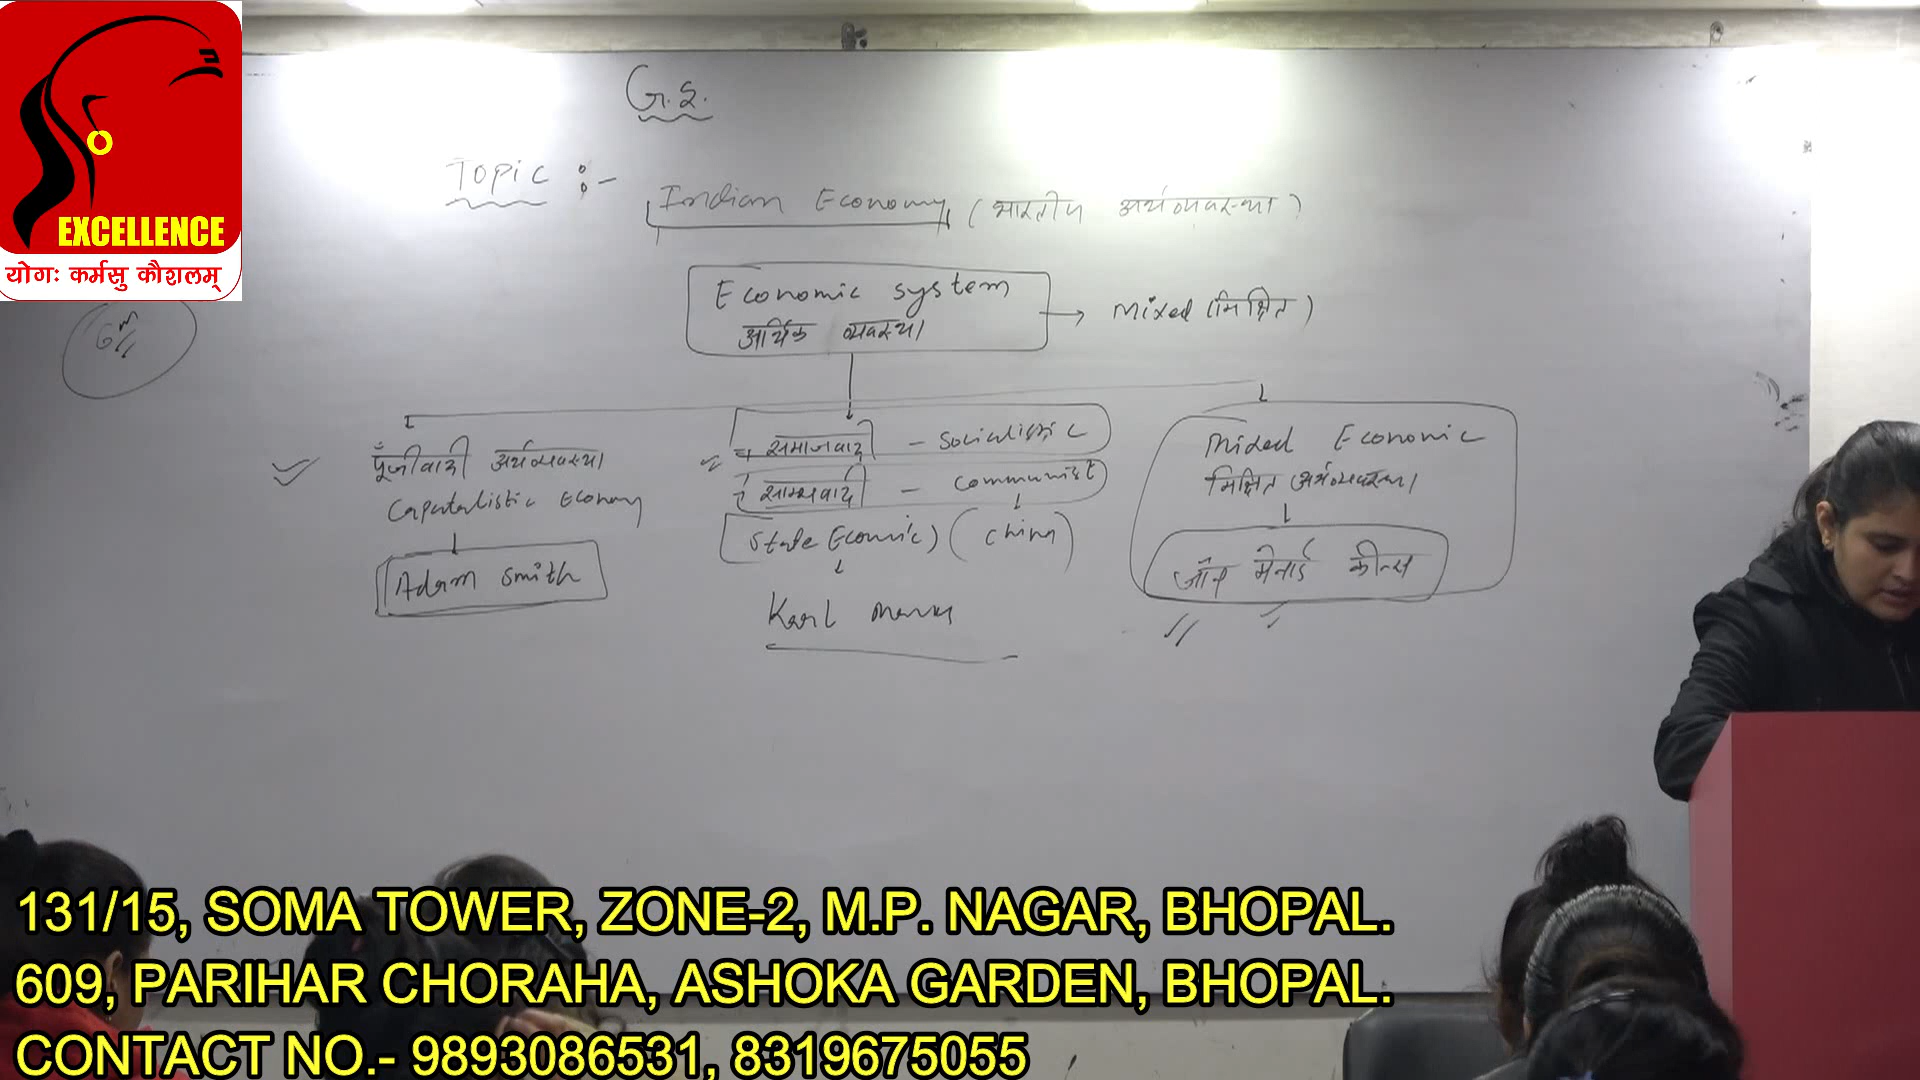 EXCELLENCE
योगः कर्मसु कौशलम्
G.S.
Topic :-
Indian Economy (भारतीय अर्थव्यवस्था)
Economic system
आर्थिक व्यवस्था
→ Mixed (मिश्रित)
पूँजीवादी अर्थव्यवस्था
Capatalistic Economy
Adam Smith
समाजवादी – Socialistic
साम्यवादी – Communist
State Ecomic) (China)
Karl Marx
Mixed Economic
मिश्रित अर्थव्यवस्था
जॉन मेनार्ड कीन्स
131/15, SOMA TOWER, ZONE-2, M.P. NAGAR, BHOPAL.
609, PARIHAR CHORAHA, ASHOKA GARDEN, BHOPAL.
CONTACT NO.- 9893086531, 8319675055